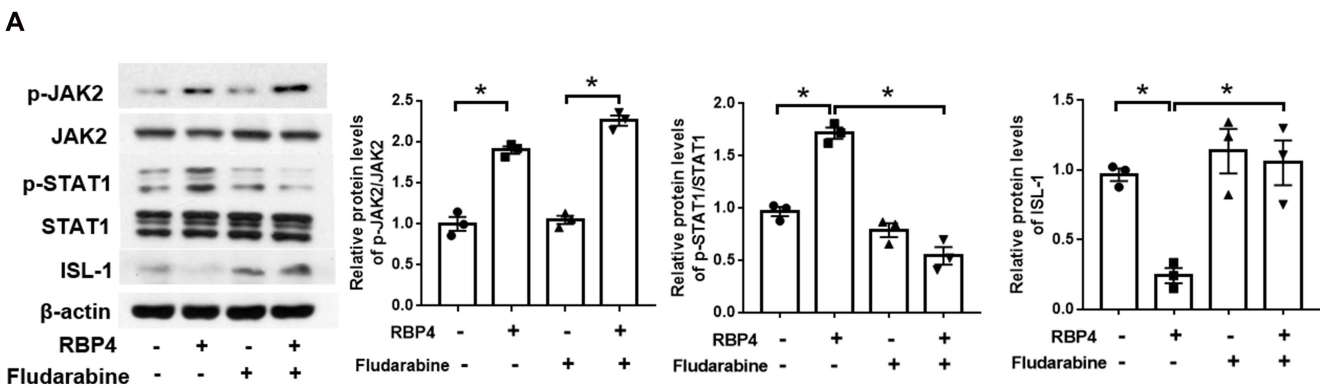 A
p-JAK2
JAK2
p-STAT1
STAT1
ISL-1
β-actin
RBP4 - + - +
Fludarabine - - + +
Relative protein levels
of p-JAK2/JAK2
2.5
2.0
1.5
1.0
0.5
0.0
* *
RBP4 - + - +
Fludarabine - - + +
Relative protein levels
of p-STAT1/STAT1
2.0
1.5
1.0
0.5
0.0
* *
RBP4 - + - +
Fludarabine - - + +
Relative protein levels
of ISL-1
1.5
1.0
0.5
0.0
* *
RBP4 - + - +
Fludarabine - - + +